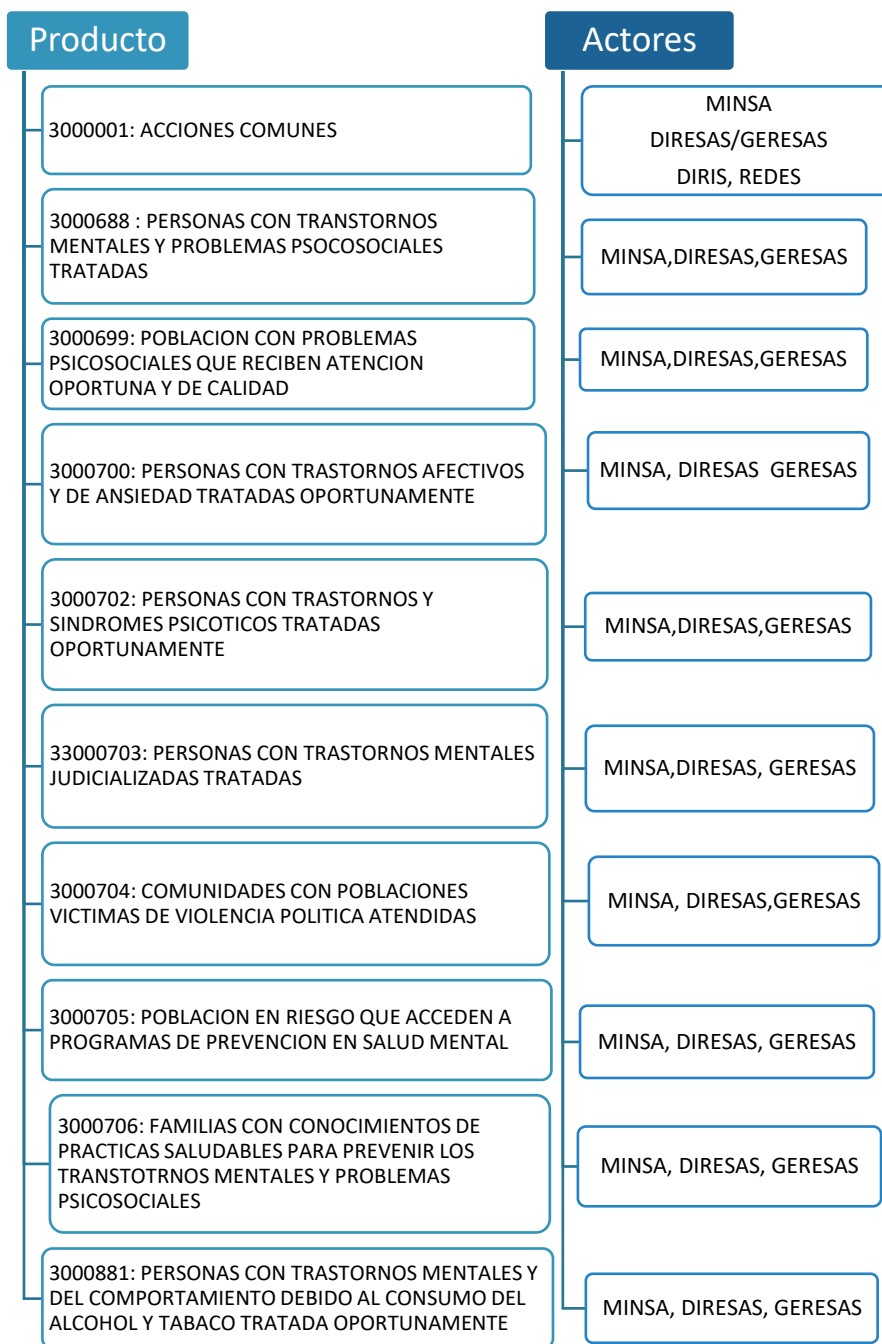 Producto
Actores
3000001: ACCIONES COMUNES
MINSA
DIRESAS/GERESAS
DIRIS, REDES
3000688 : PERSONAS CON TRANSTORNOS
MENTALES Y PROBLEMAS PSOCOSOCIALES
TRATADAS
MINSA,DIRESAS,GERESAS
3000699: POBLACION CON PROBLEMAS
PSICOSOCIALES QUE RECIBEN ATENCION
OPORTUNA Y DE CALIDAD
MINSA,DIRESAS,GERESAS
3000700: PERSONAS CON TRASTORNOS AFECTIVOS
Y DE ANSIEDAD TRATADAS OPORTUNAMENTE
MINSA, DIRESAS  GERESAS
3000702: PERSONAS CON TRASTORNOS Y
SINDROMES PSICOTICOS TRATADAS
OPORTUNAMENTE
MINSA,DIRESAS,GERESAS
33000703: PERSONAS CON TRASTORNOS MENTALES
JUDICIALIZADAS TRATADAS
MINSA,DIRESAS, GERESAS
3000704: COMUNIDADES CON POBLACIONES
VICTIMAS DE VIOLENCIA POLITICA ATENDIDAS
MINSA, DIRESAS,GERESAS
3000705: POBLACION EN RIESGO QUE ACCEDEN A
PROGRAMAS DE PREVENCION EN SALUD MENTAL
MINSA, DIRESAS, GERESAS
3000706: FAMILIAS CON CONOCIMIENTOS DE
PRACTICAS SALUDABLES PARA PREVENIR LOS
TRANSTOTRNOS MENTALES Y PROBLEMAS
PSICOSOCIALES
MINSA, DIRESAS, GERESAS
3000881: PERSONAS CON TRASTORNOS MENTALES Y
DEL COMPORTAMIENTO DEBIDO AL CONSUMO DEL
ALCOHOL Y TABACO TRATADA OPORTUNAMENTE
MINSA, DIRESAS, GERESAS